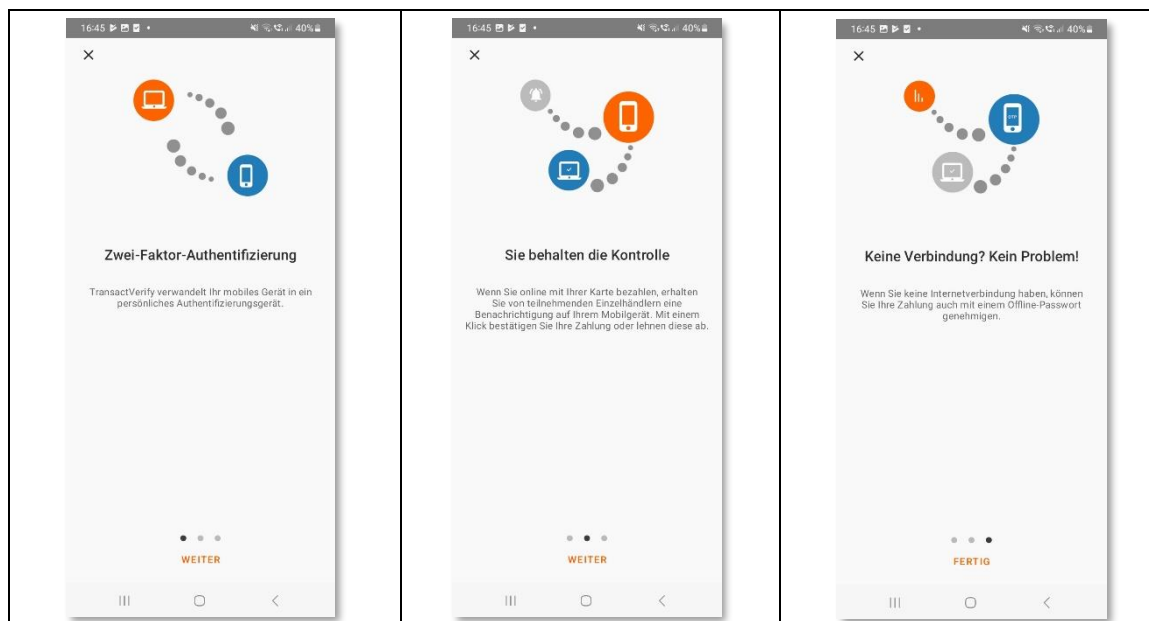 16:45
40%
Zwei-Faktor-Authentifizierung
TransactVerify verwandelt Ihr mobiles Gerät in ein
persönliches Authentifizierungsgerät.
WEITER
16:45
40%
Sie behalten die Kontrolle
Wenn Sie online mit Ihrer Karte bezahlen, erhalten
Sie von teilnehmenden Einzelhändlern eine
Benachrichtigung auf Ihrem Mobilgerät. Mit einem
Klick bestätigen Sie Ihre Zahlung oder lehnen diese ab.
WEITER
16:45
40%
OTP
Keine Verbindung? Kein Problem!
Wenn Sie keine Internetverbindung haben, können
Sie Ihre Zahlung auch mit einem Offline-Passwort
genehmigen.
FERTIG